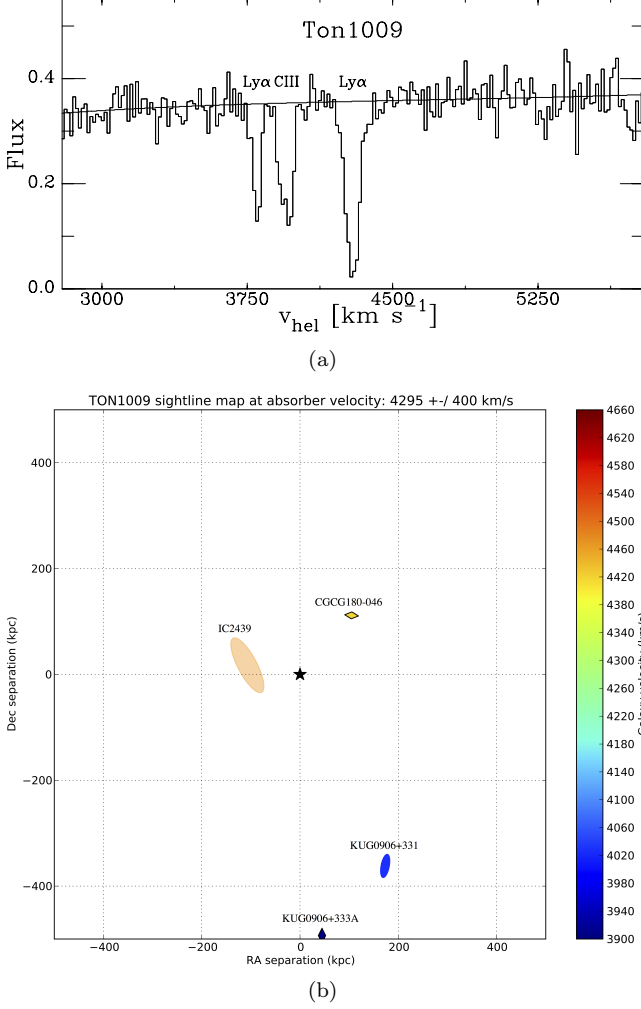 Ton1009
Lyα CIII Lyα
0.4
0.2
0.0
Flux
3000 3750 4500 5250
v_hel [km s⁻¹]
(a)
TON1009 sightline map at absorber velocity: 4295 +-/ 400 km/s
400
200
0
−200
−400
Dec separation (kpc)
CGCG180-046
IC2439
KUG0906+331
KUG0906+333A
−400 −200 0 200 400
RA separation (kpc)
4660
4620
4580
4540
4500
4460
4420
4380
4340
4300
4260
4220
4180
4140
4100
4060
4020
3980
3940
3900
(b)